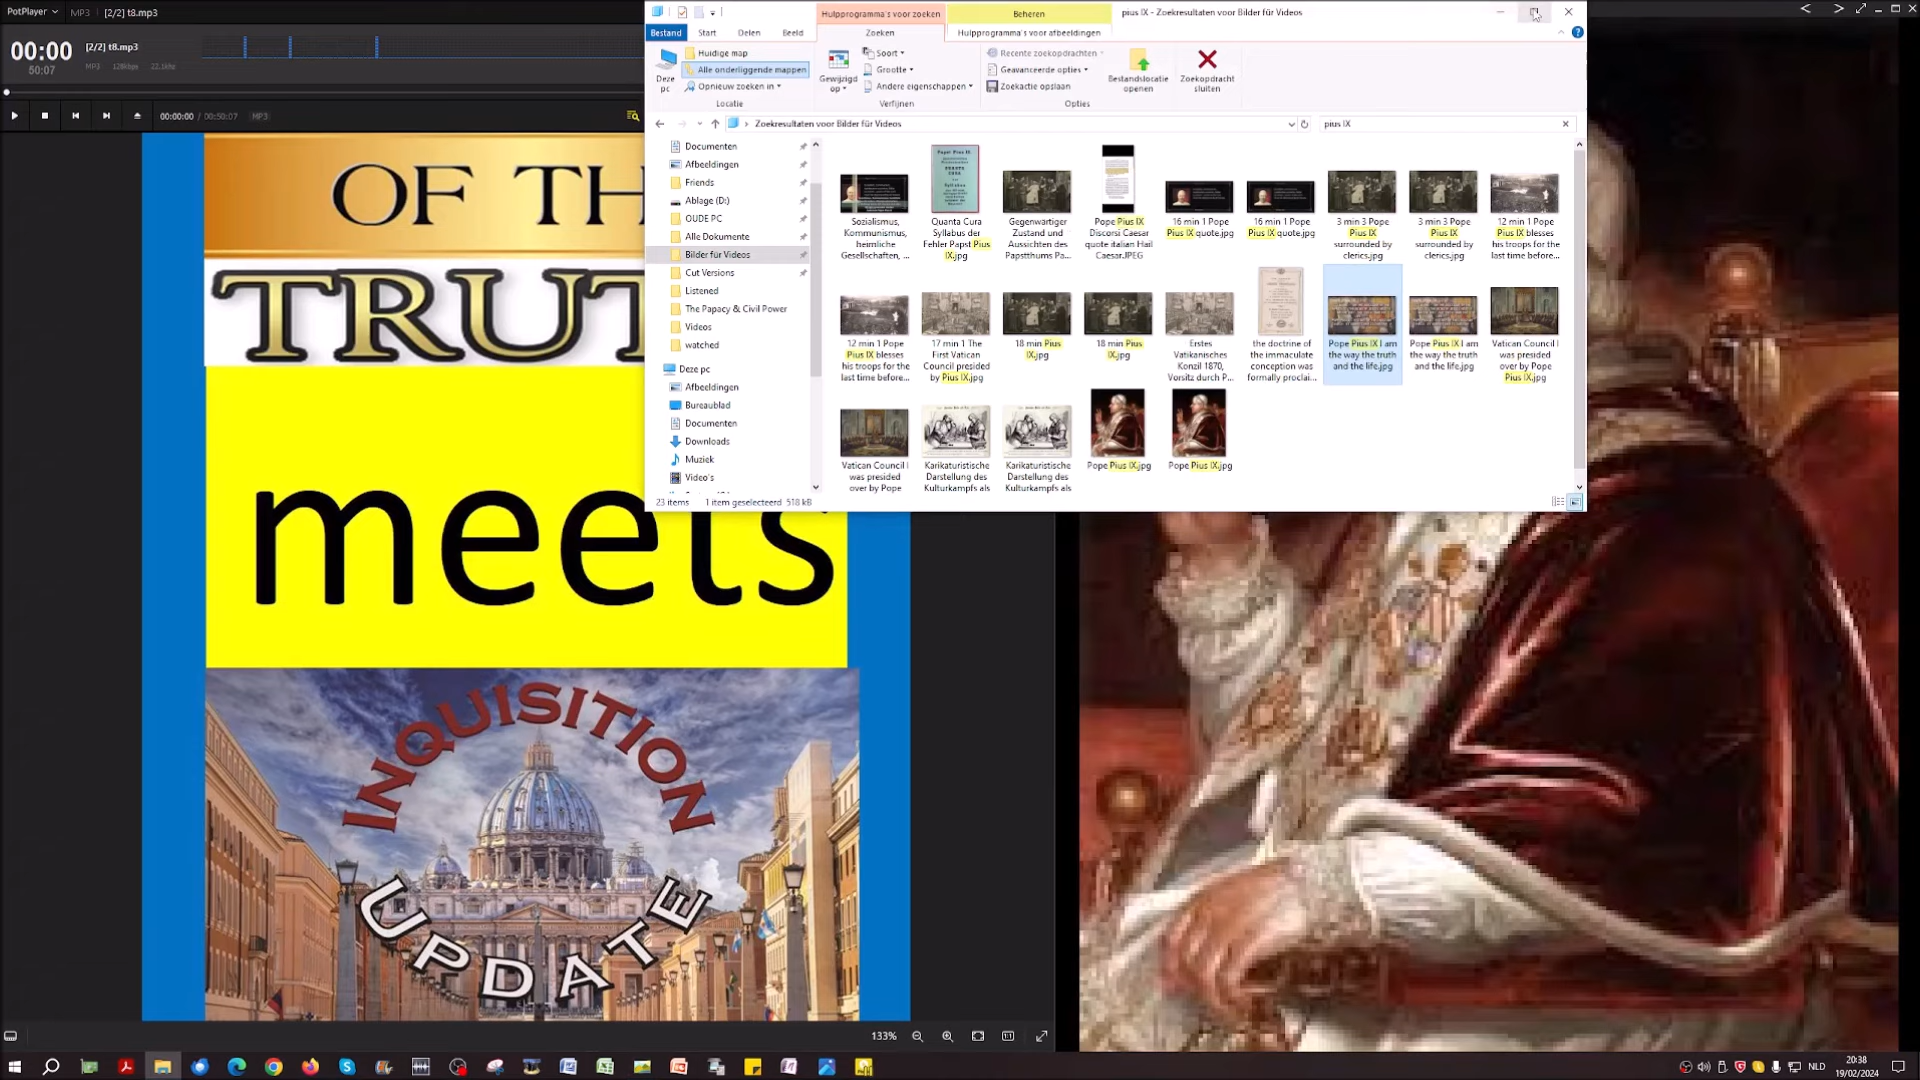 PotPlayer
MP3
[2/2] t8.mp3
00:00
50:07
[2/2] t8.mp3
MP3
128kbps
22.1khz
00:00:00 / 00:50:07
MP3
OF TH
TRUT
meets
INQUISITION
UPDATE
133%
Hulpprogramma's voor zoeken
Beheren
pius IX - Zoekresultaten voor Bilder für Videos
Bestand
Start
Delen
Beeld
Zoeken
Hulpprogramma's voor afbeeldingen
Deze pc
Huidige map
Alle onderliggende mappen
Opnieuw zoeken in
Locatie
Gewijzigd op
Soort
Grootte
Andere eigenschappen
Verfijnen
Recente zoekopdrachten
Geavanceerde opties
Zoekactie opslaan
Bestandslocatie openen
Opties
Zoekopdracht sluiten
Zoekresultaten voor Bilder für Videos
pius IX
Documenten
Afbeeldingen
Friends
Ablage (D:)
OUDE PC
Alle Dokumente
Bilder für Videos
Cut Versions
Listened
The Papacy & Civil Power
Videos
watched
Deze pc
Afbeeldingen
Bureaublad
Documenten
Downloads
Muziek
Video's
Sozialismus, Kommunismus, heimliche Gesellschaften, ...
Quanta Cura Syllabus der Fehler Papst Pius IX.jpg
Gegenwärtiger Zustand und Aussichten des Papstthums Pa...
Pope Pius IX Discorsi Caesar quote italian Hail Caesar.JPEG
16 min 1 Pope Pius IX quote.jpg
16 min 1 Pope Pius IX quote.jpg
3 min 3 Pope Pius IX surrounded by clerics.jpg
3 min 3 Pope Pius IX surrounded by clerics.jpg
12 min 1 Pope Pius IX blesses his troops for the last time before...
12 min 1 Pope Pius IX blesses his troops for the last time before...
17 min 1 The First Vatican Council presided by Pius IX.jpg
18 min Pius IX.jpg
18 min Pius IX.jpg
Erstes Vatikanisches Konzil 1870, Vorsitz durch P...
the doctrine of the immaculate conception was formally proclai...
Pope Pius IX I am the way the truth and the life.jpg
Pope Pius IX I am the way the truth and the life.jpg
Vatican Council I was presided over by Pope Pius IX.jpg
Vatican Council I was presided over by Pope
Karikaturistische Darstellung des Kulturkampfs als
Karikaturistische Darstellung des Kulturkampfs als
Pope Pius IX.jpg
Pope Pius IX.jpg
23 items
1 item geselecteerd 518 kB
NLD
20:38
19/02/2024